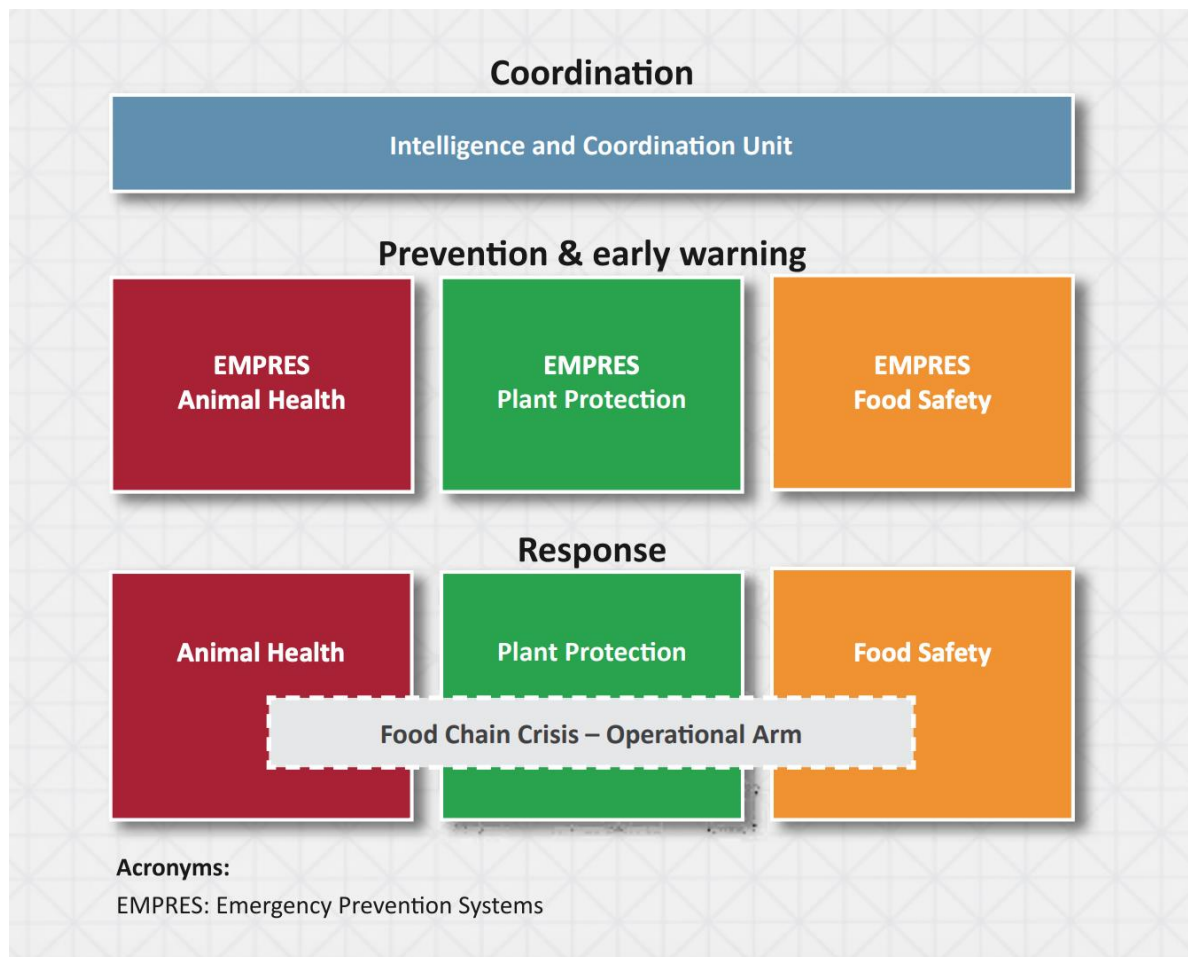 Coordination
Intelligence and Coordination Unit
Prevention & early warning
EMPRES
Animal Health
EMPRES
Plant Protection
EMPRES
Food Safety
Response
Animal Health
Plant Protection
Food Safety
Food Chain Crisis – Operational Arm
Acronyms:
EMPRES: Emergency Prevention Systems